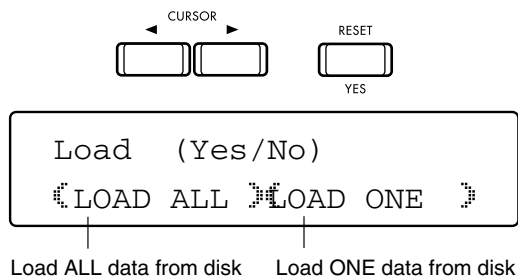 CURSOR
RESET
YES
Load (Yes/No)
LOAD ALL LOAD ONE
Load ALL data from disk Load ONE data from disk